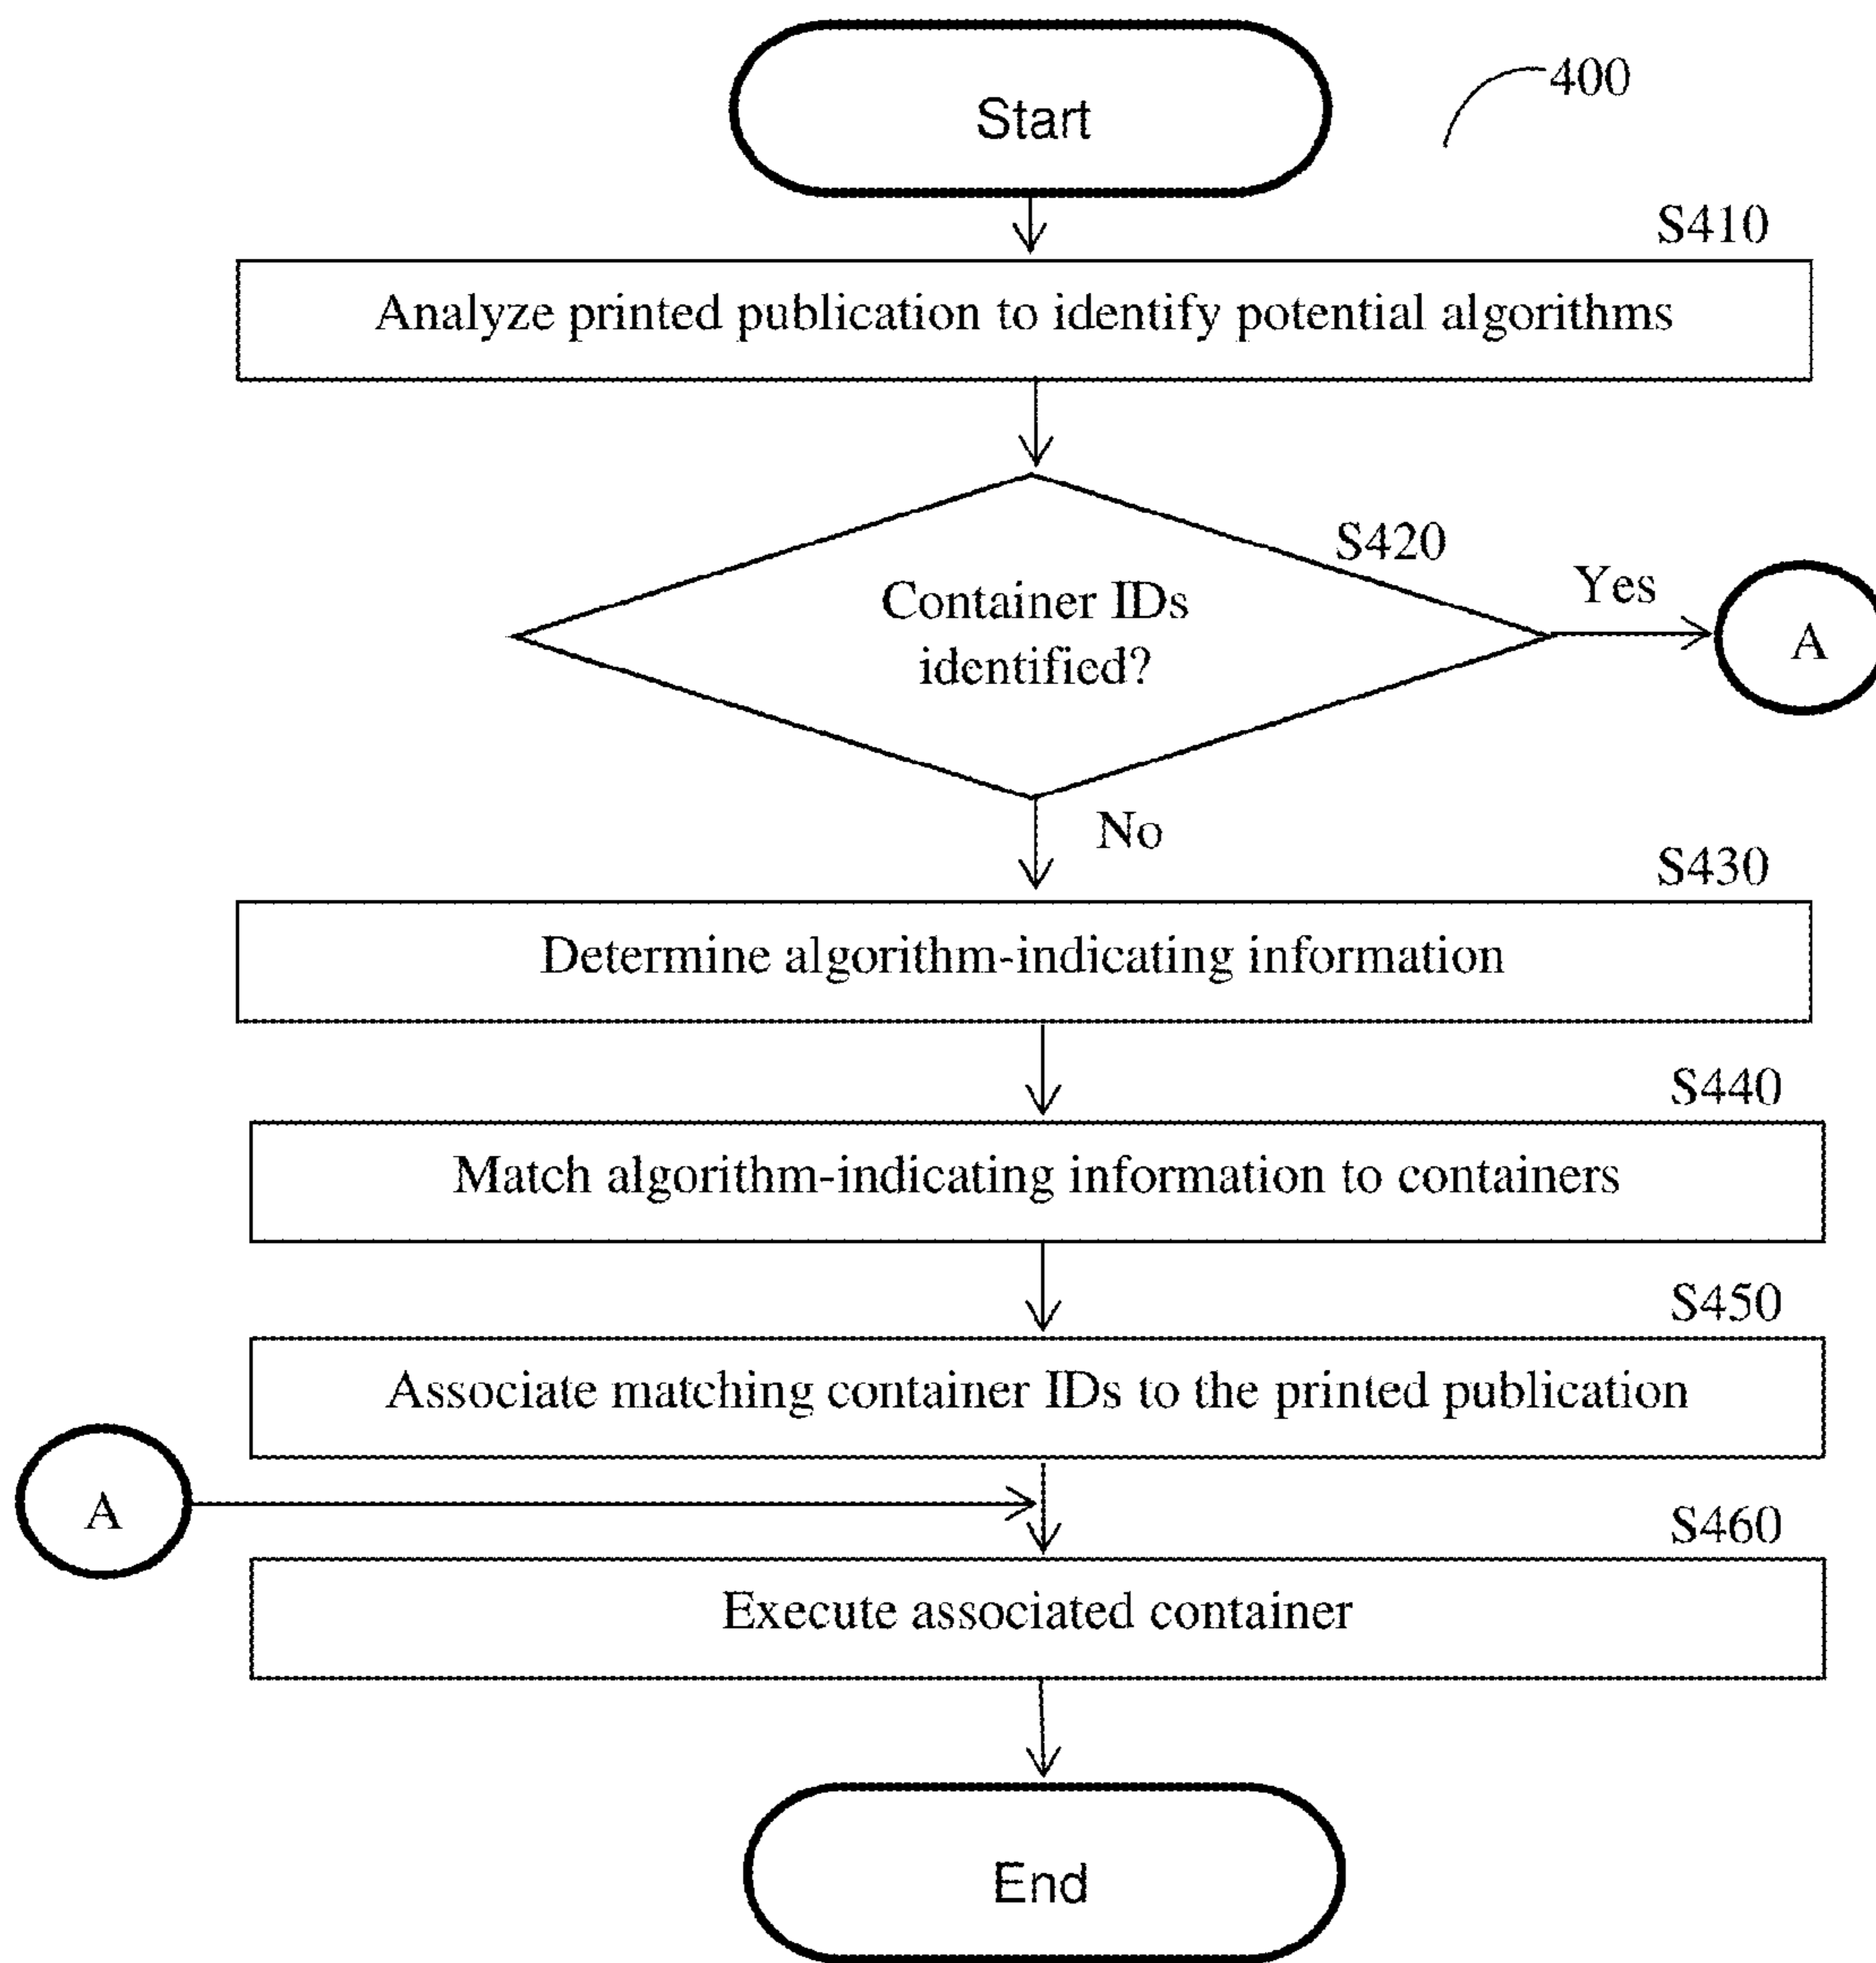 Start
400
S410
Analyze printed publication to identify potential algorithms
S420
Container IDs
identified?
Yes
A
No
S430
Determine algorithm-indicating information
S440
Match algorithm-indicating information to containers
S450
Associate matching container IDs to the printed publication
A
S460
Execute associated container
End